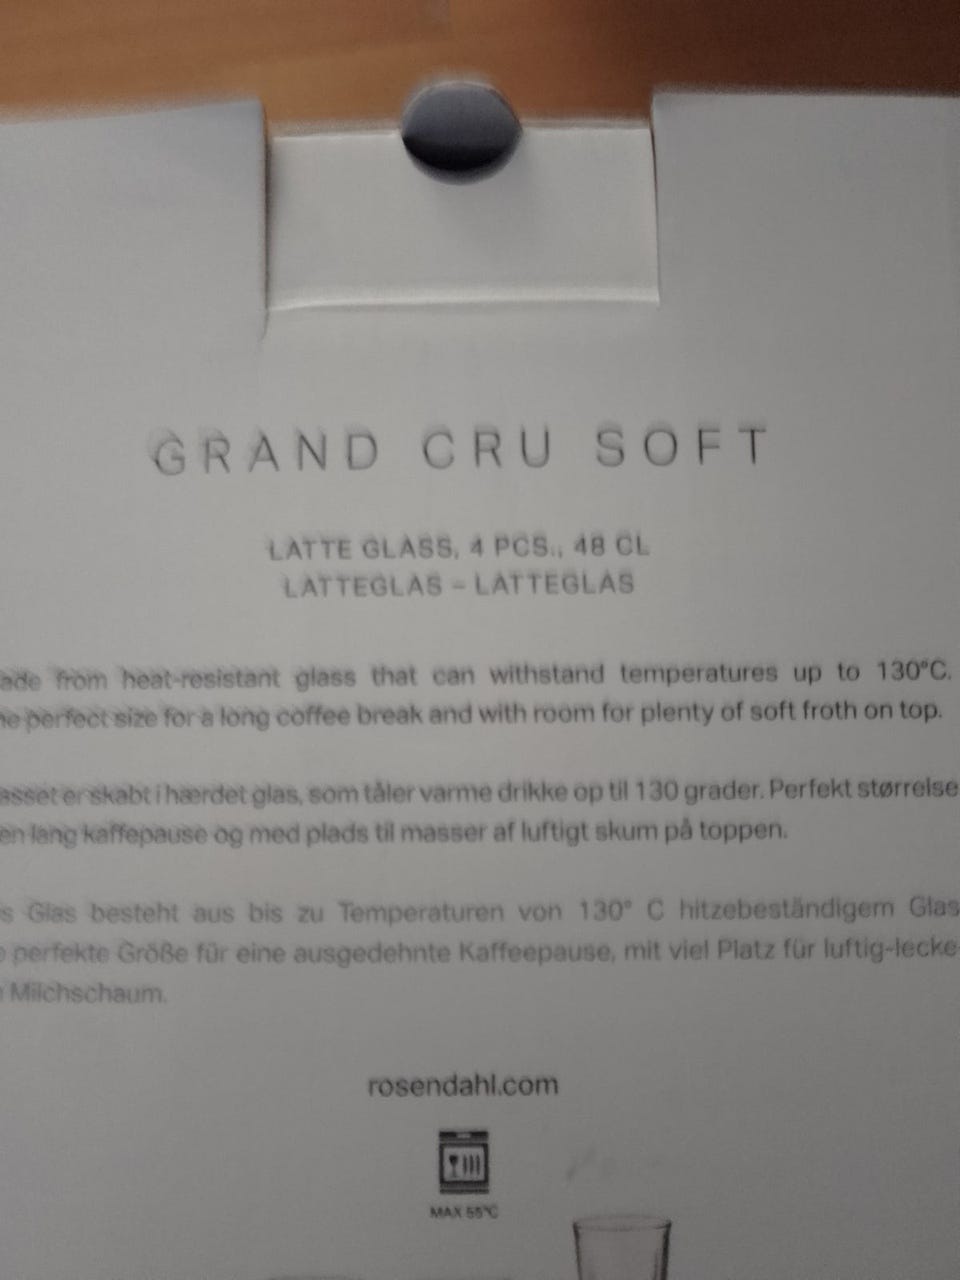 GRAND CRU SOFT
LATTE GLASS, 4 PCS., 48 CL
LATTEGLAS – LATTEGLAS
ade from heat-resistant glass that can withstand temperatures up to 130°C.
he perfect size for a long coffee break and with room for plenty of soft froth on top.
asset er skabt i hærdet glas, som tåler varme drikke op til 130 grader. Perfekt størrelse
en lang kaffepause og med plads til masser af luftigt skum på toppen.
s Glas besteht aus bis zu Temperaturen von 130° C hitzebeständigem Glas
e perfekte Größe für eine ausgedehnte Kaffeepause, mit viel Platz für luftig-lecke-
n Milchschaum.
rosendahl.com
MAX 55°C